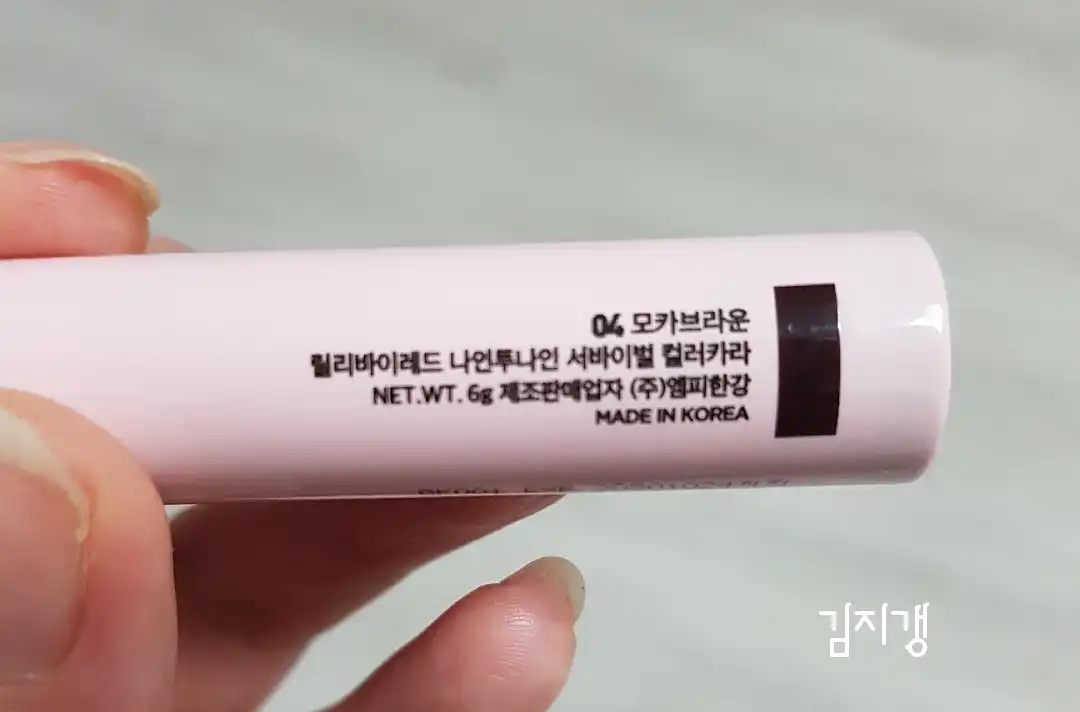 04 모카브라운
릴리바이레드 나인투나인 서바이벌 컬러카라
NET.WT. 6g 제조판매업자 (주)엠피한강
MADE IN KOREA
김지갱